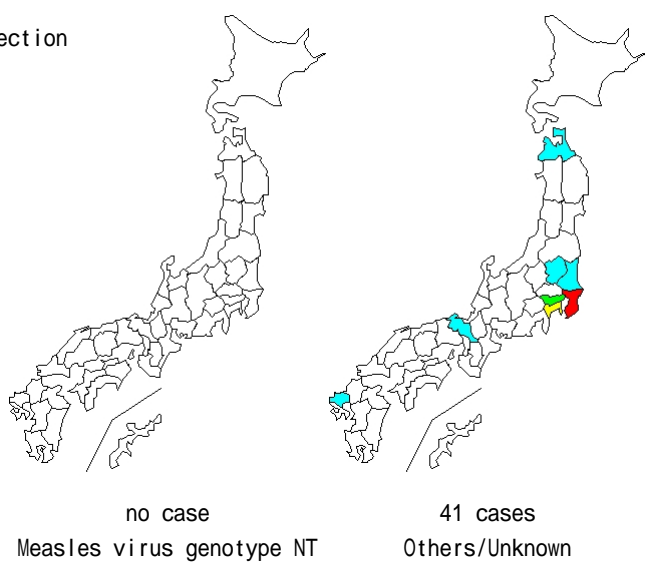 ection
no case
41 cases
Measles virus genotype NT
Others/Unknown